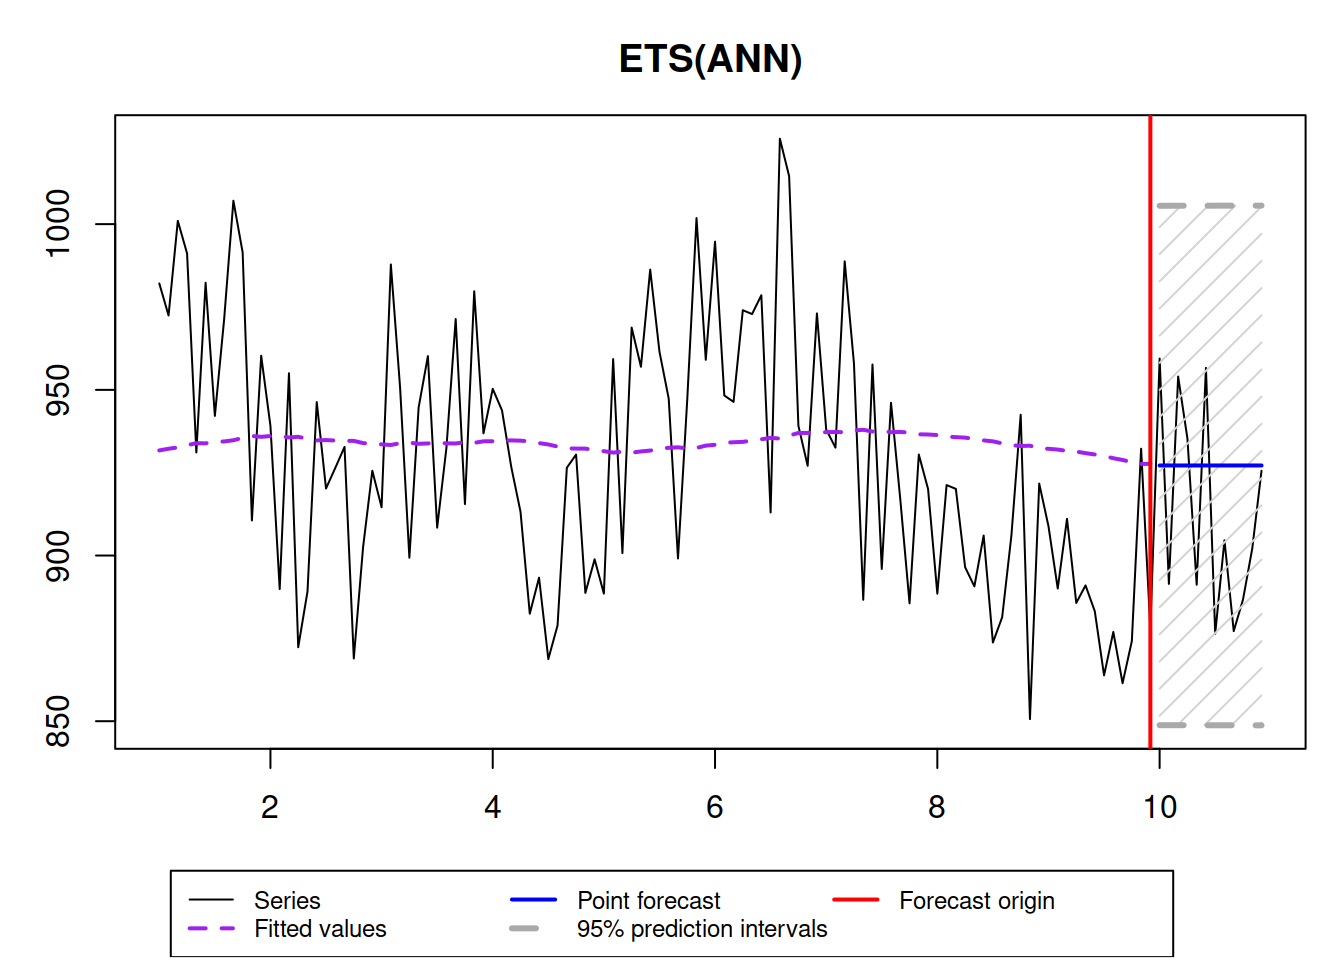 ETS(ANN)
1000
950
900
850
2 4 6 8 10
Series Point forecast Forecast origin
Fitted values 95% prediction intervals